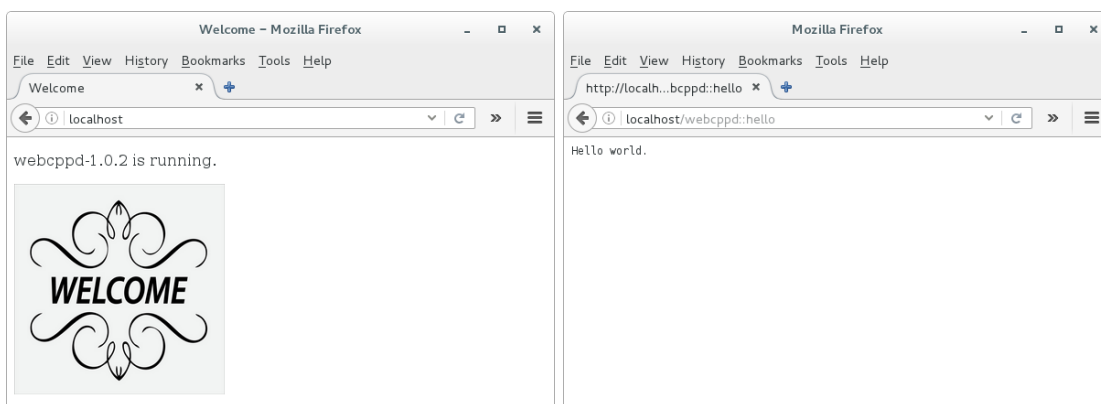 Welcome – Mozilla Firefox
File Edit View History Bookmarks Tools Help
Welcome
localhost
webcppd-1.0.2 is running.
WELCOME
Mozilla Firefox
File Edit View History Bookmarks Tools Help
http://localh...bcppd::hello
localhost/webcppd::hello
Hello world.